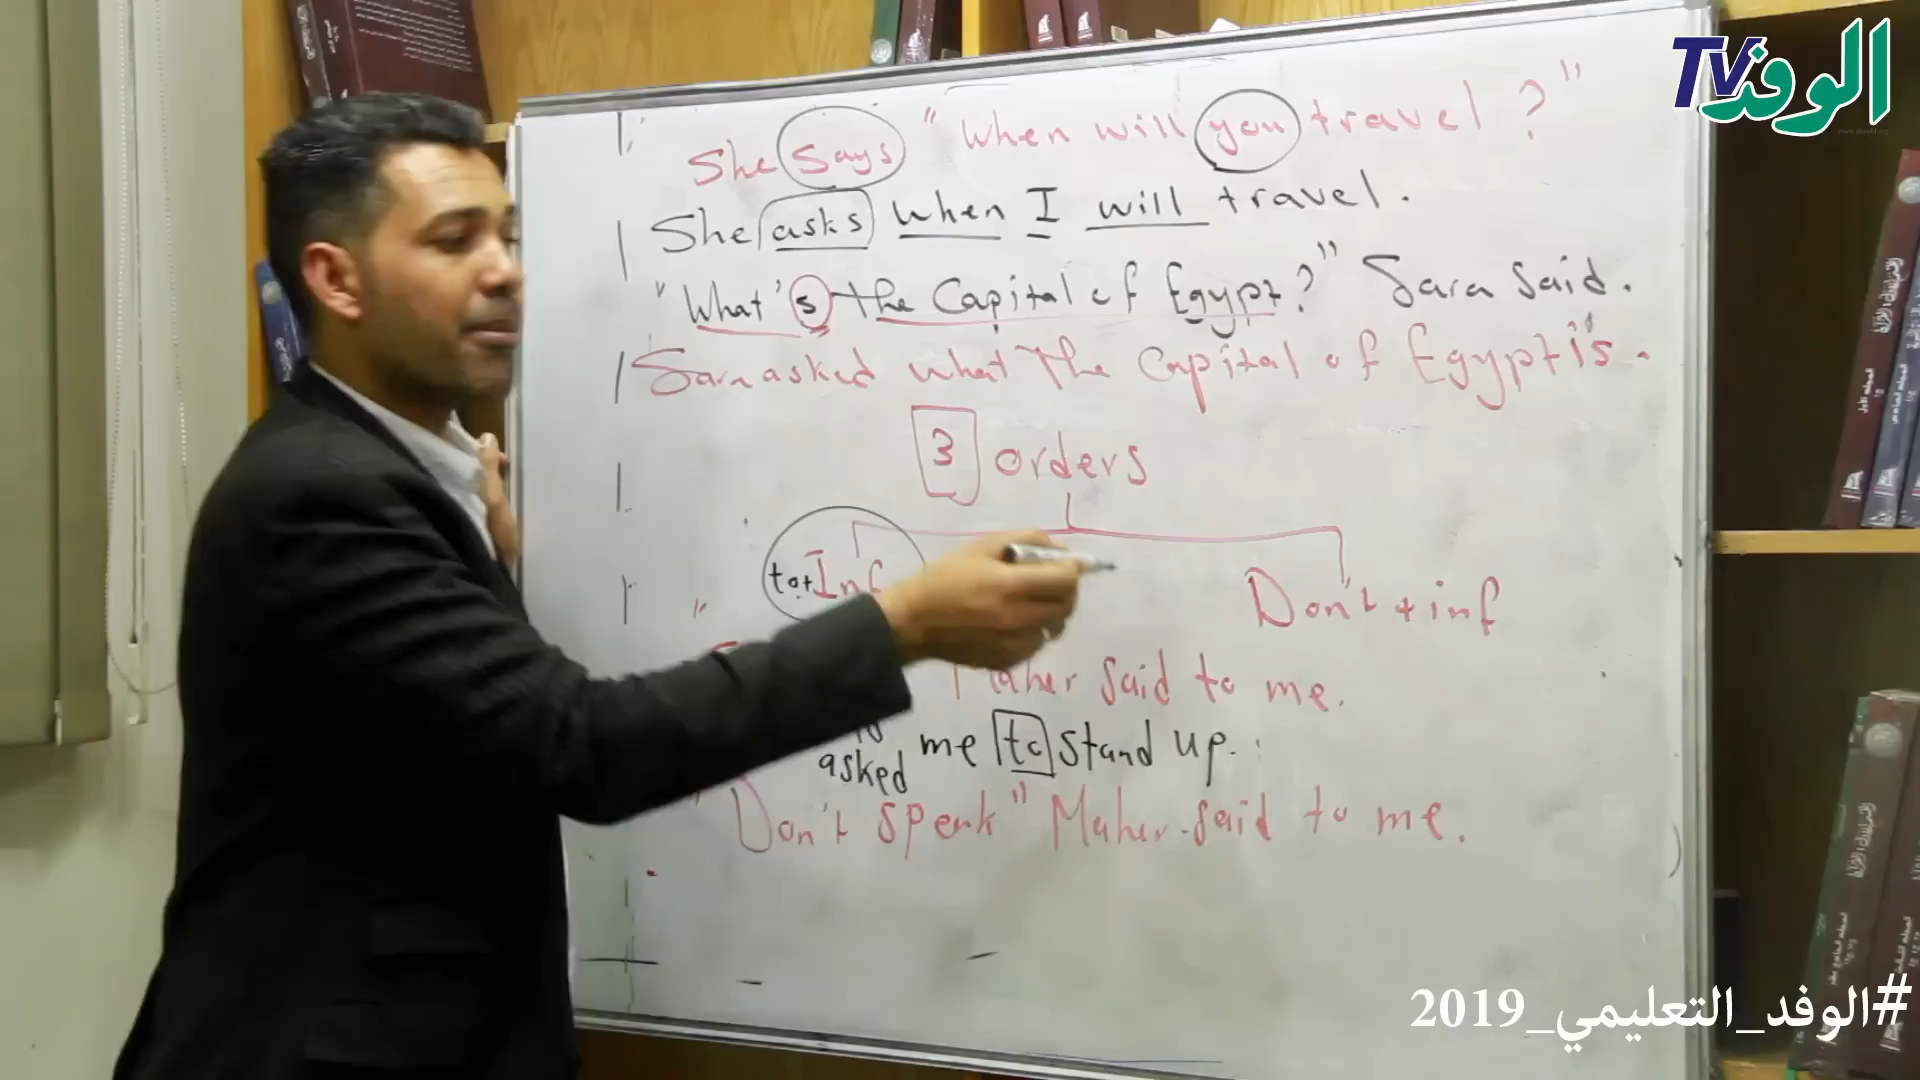 TV الوفد
She says "When will you travel?"
She asks when I will travel.
"What's the Capital of Egypt?" Sara said.
Sara asked what the Capital of Egypt is.
3 orders
to + Inf
Don't + inf
Maher said to me.
asked me to stand up.
"Don't speak" Maher said to me.
#الوفد_التعليمي_2019